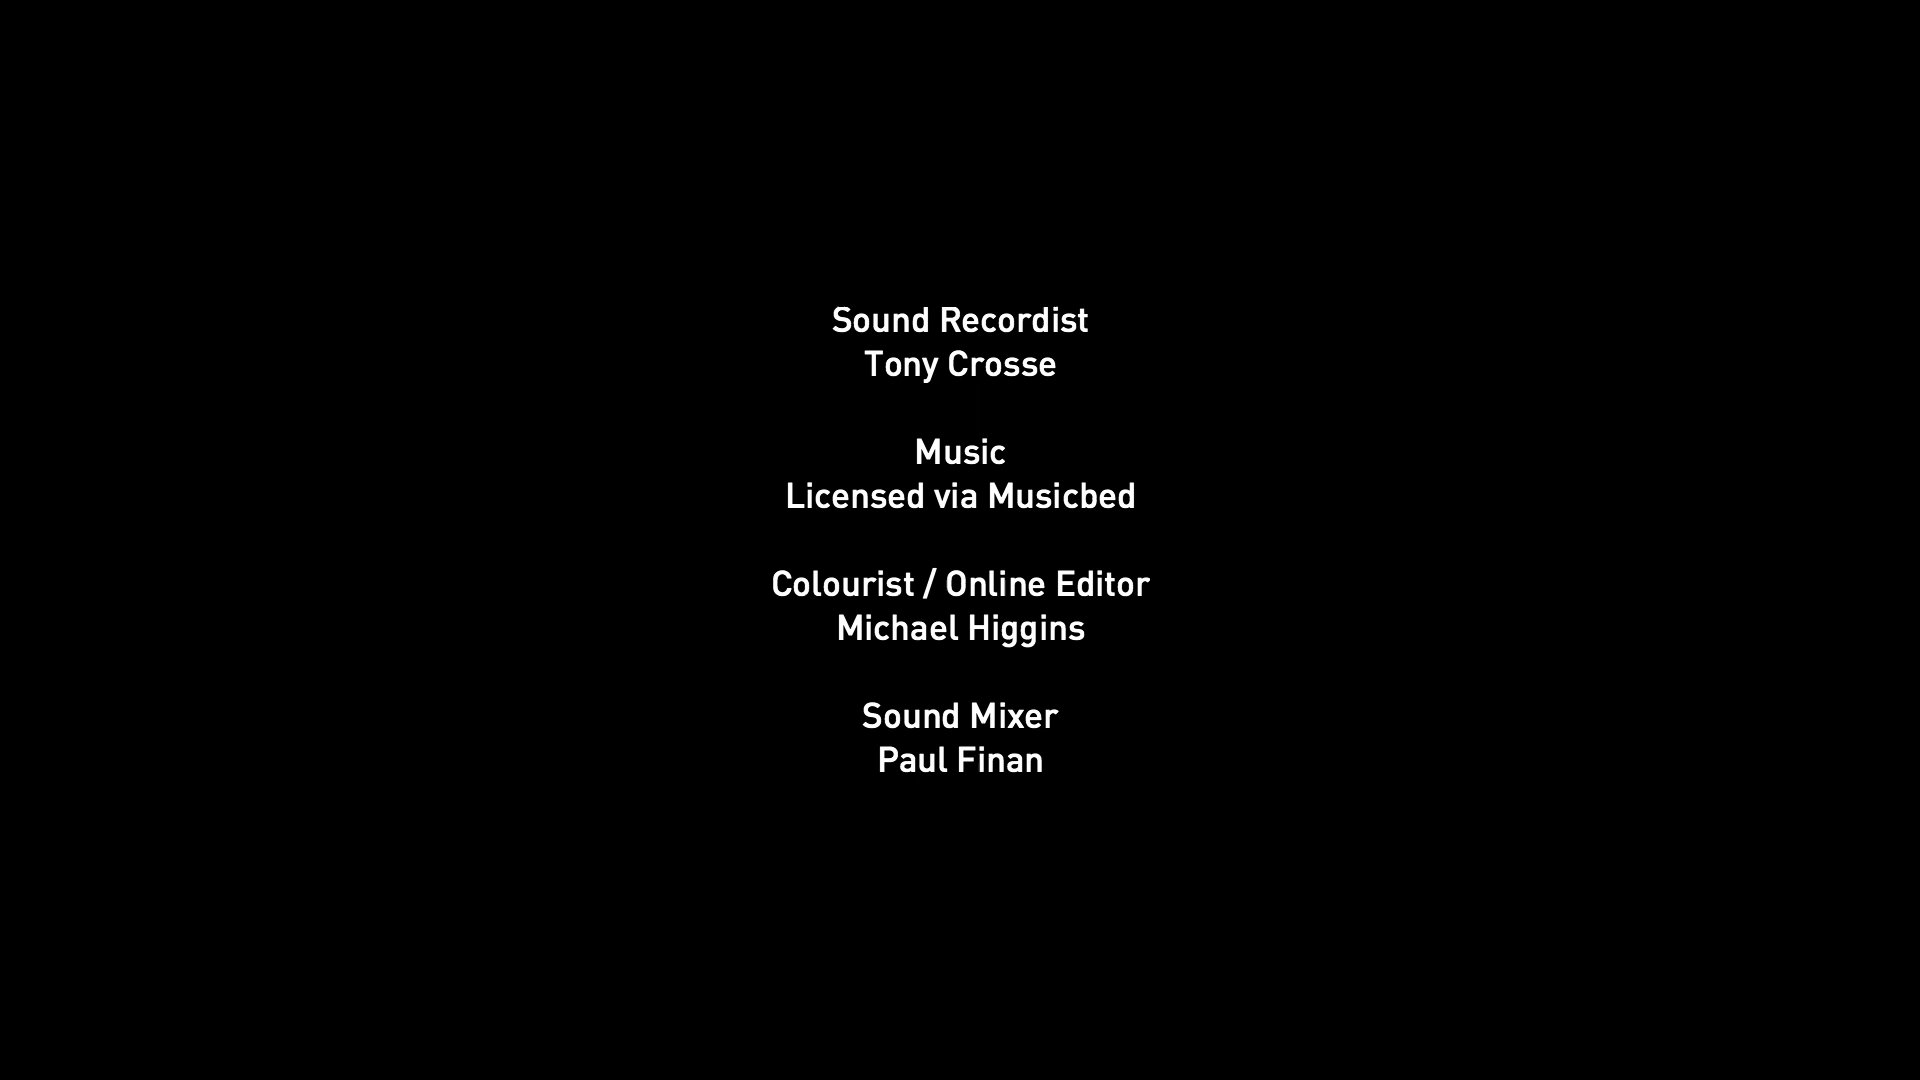 Sound Recordist
Tony Crosse
Music
Licensed via Musicbed
Colourist / Online Editor
Michael Higgins
Sound Mixer
Paul Finan